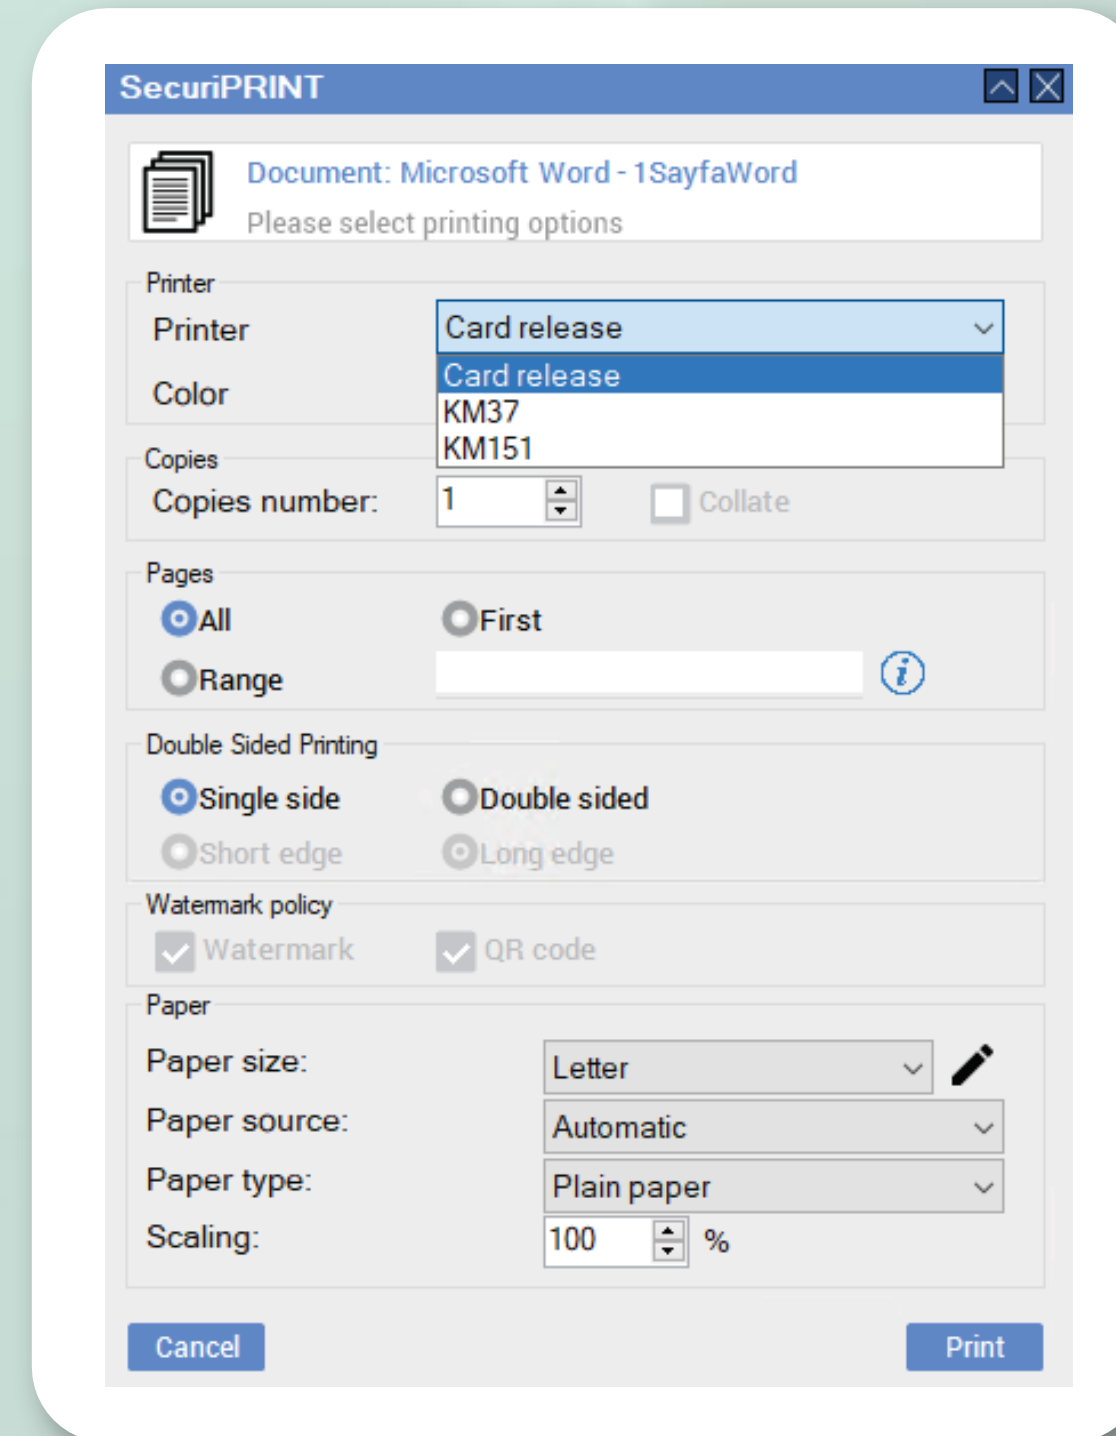 SecuriPRINT
Document: Microsoft Word - 1SayfaWord
Please select printing options
Printer
Printer Card release
Card release
Color
KM37
KM151
Copies
Copies number: 1 Collate
Pages
All First
Range
Double Sided Printing
Single side Double sided
Short edge Long edge
Watermark policy
Watermark QR code
Paper
Paper size: Letter
Paper source: Automatic
Paper type: Plain paper
Scaling: 100 %
Cancel Print